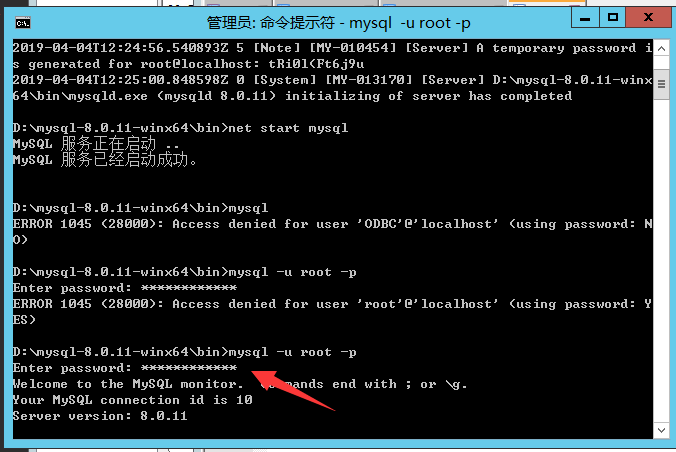 管理员: 命令提示符 - mysql  -u root -p
2019-04-04T12:24:56.540893Z 5 [Note] [MY-010454] [Server] A temporary password i
s generated for root@localhost: tRi0l<Ft6j9u
2019-04-04T12:25:00.848598Z 0 [System] [MY-013170] [Server] D:\mysql-8.0.11-winx
64\bin\mysqld.exe (mysqld 8.0.11) initializing of server has completed
D:\mysql-8.0.11-winx64\bin>net start mysql
MySQL 服务正在启动 ..
MySQL 服务已经启动成功。
D:\mysql-8.0.11-winx64\bin>mysql
ERROR 1045 (28000): Access denied for user 'ODBC'@'localhost' (using password: N
O)
D:\mysql-8.0.11-winx64\bin>mysql -u root -p
Enter password: ************
ERROR 1045 (28000): Access denied for user 'root'@'localhost' (using password: Y
ES)
D:\mysql-8.0.11-winx64\bin>mysql -u root -p
Enter password: ************
Welcome to the MySQL monitor.  Commands end with ; or \g.
Your MySQL connection id is 10
Server version: 8.0.11